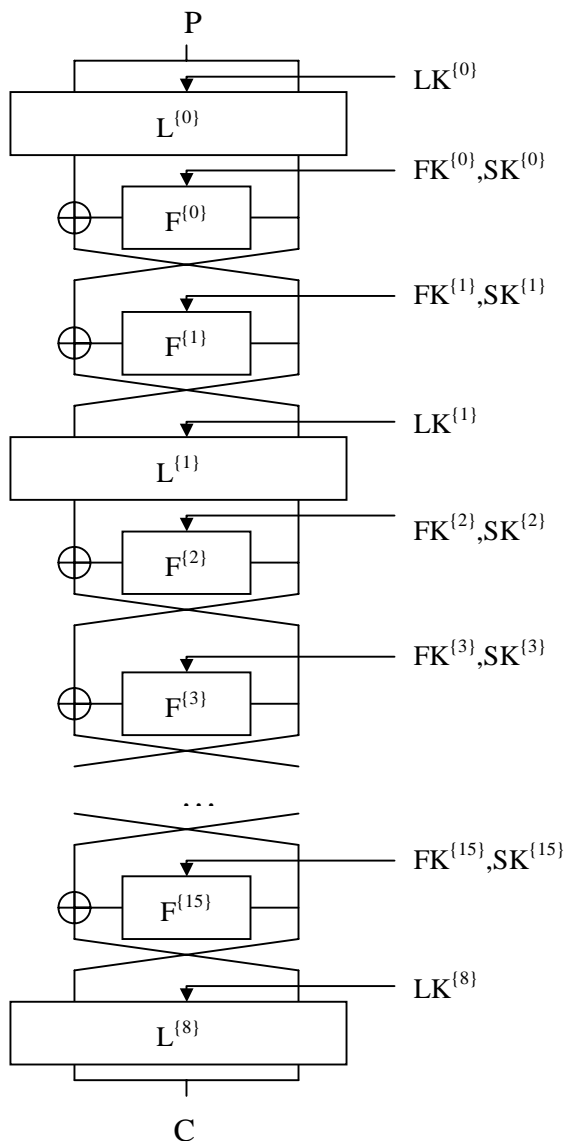 P
LK^{0}
L^{0}
FK^{0},SK^{0}
F^{0}
FK^{1},SK^{1}
F^{1}
LK^{1}
L^{1}
FK^{2},SK^{2}
F^{2}
FK^{3},SK^{3}
F^{3}
...
FK^{15},SK^{15}
F^{15}
LK^{8}
L^{8}
C